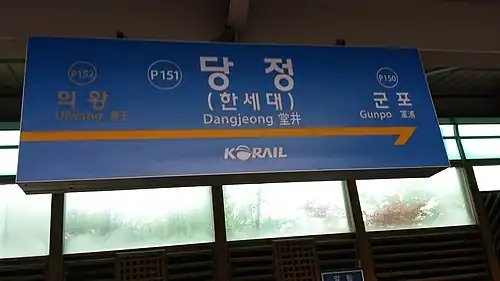 P152
의왕
Uiwang 義王
P151
당정
(한세대)
Dangjeong 堂井
P150
군포
Gunpo 軍浦
KORAIL